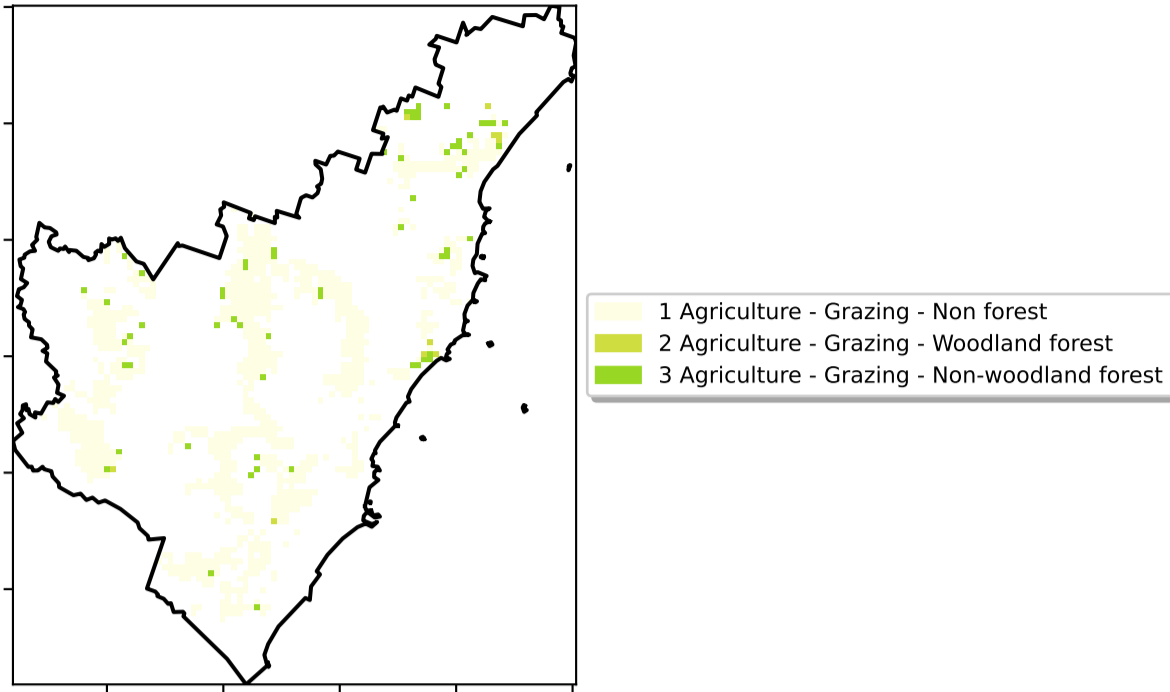 1 Agriculture - Grazing - Non forest
2 Agriculture - Grazing - Woodland forest
3 Agriculture - Grazing - Non-woodland forest